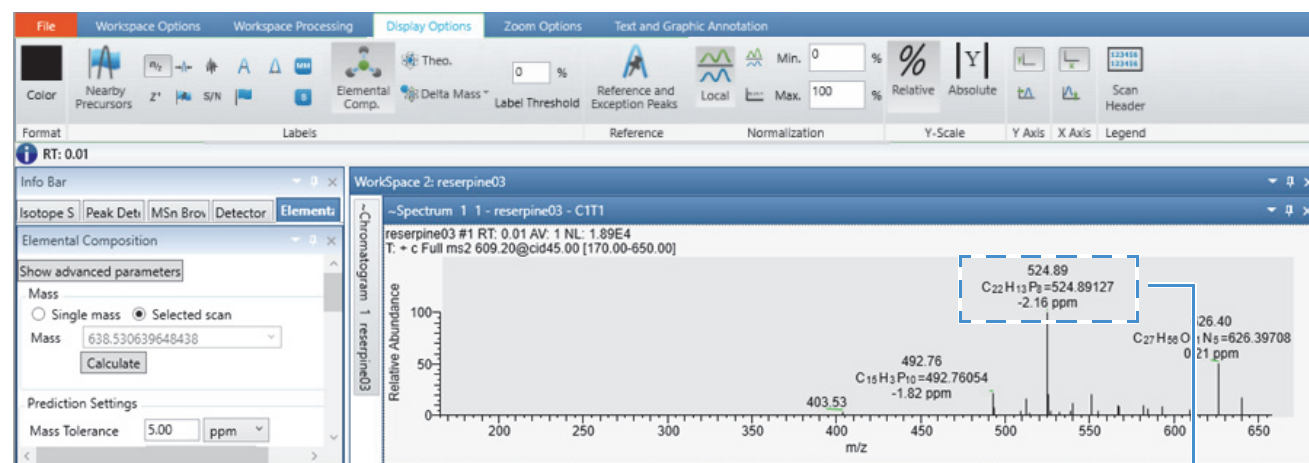 File Workspace Options Workspace Processing Display Options Zoom Options Text and Graphic Annotation
m/z A MM Theo. 0 % Min. 0 % % |Y| 123456
123456
Color Nearby Precursors z+ S/N S Elemental Comp. Delta Mass Label Threshold Reference and Exception Peaks Local Max. 100 % Relative Absolute Scan Header
Format Labels Reference Normalization Y-Scale Y Axis X Axis Legend
RT: 0.01
Info Bar
Isotope S Peak Det MSn Brow Detector Elementa
Elemental Composition
Show advanced parameters
Mass
Single mass Selected scan
Mass 638.530639648438
Calculate
Prediction Settings
Mass Tolerance 5.00 ppm
WorkSpace 2: reserpine03
~Chromatogram 1 reserpine03
~Spectrum 1 1 - reserpine03 - C1T1
reserpine03 #1 RT: 0.01 AV: 1 NL: 1.89E4
T: + c Full ms2 609.20@cid45.00 [170.00-650.00]
524.89
C22H13P8=524.89127
-2.16 ppm
26.40
C27H56O N5=626.39708
0 21 ppm
492.76
C15H3P10=492.76054
-1.82 ppm
403.53
Relative Abundance
100
50
0
200 250 300 350 400 450 500 550 600 650
m/z